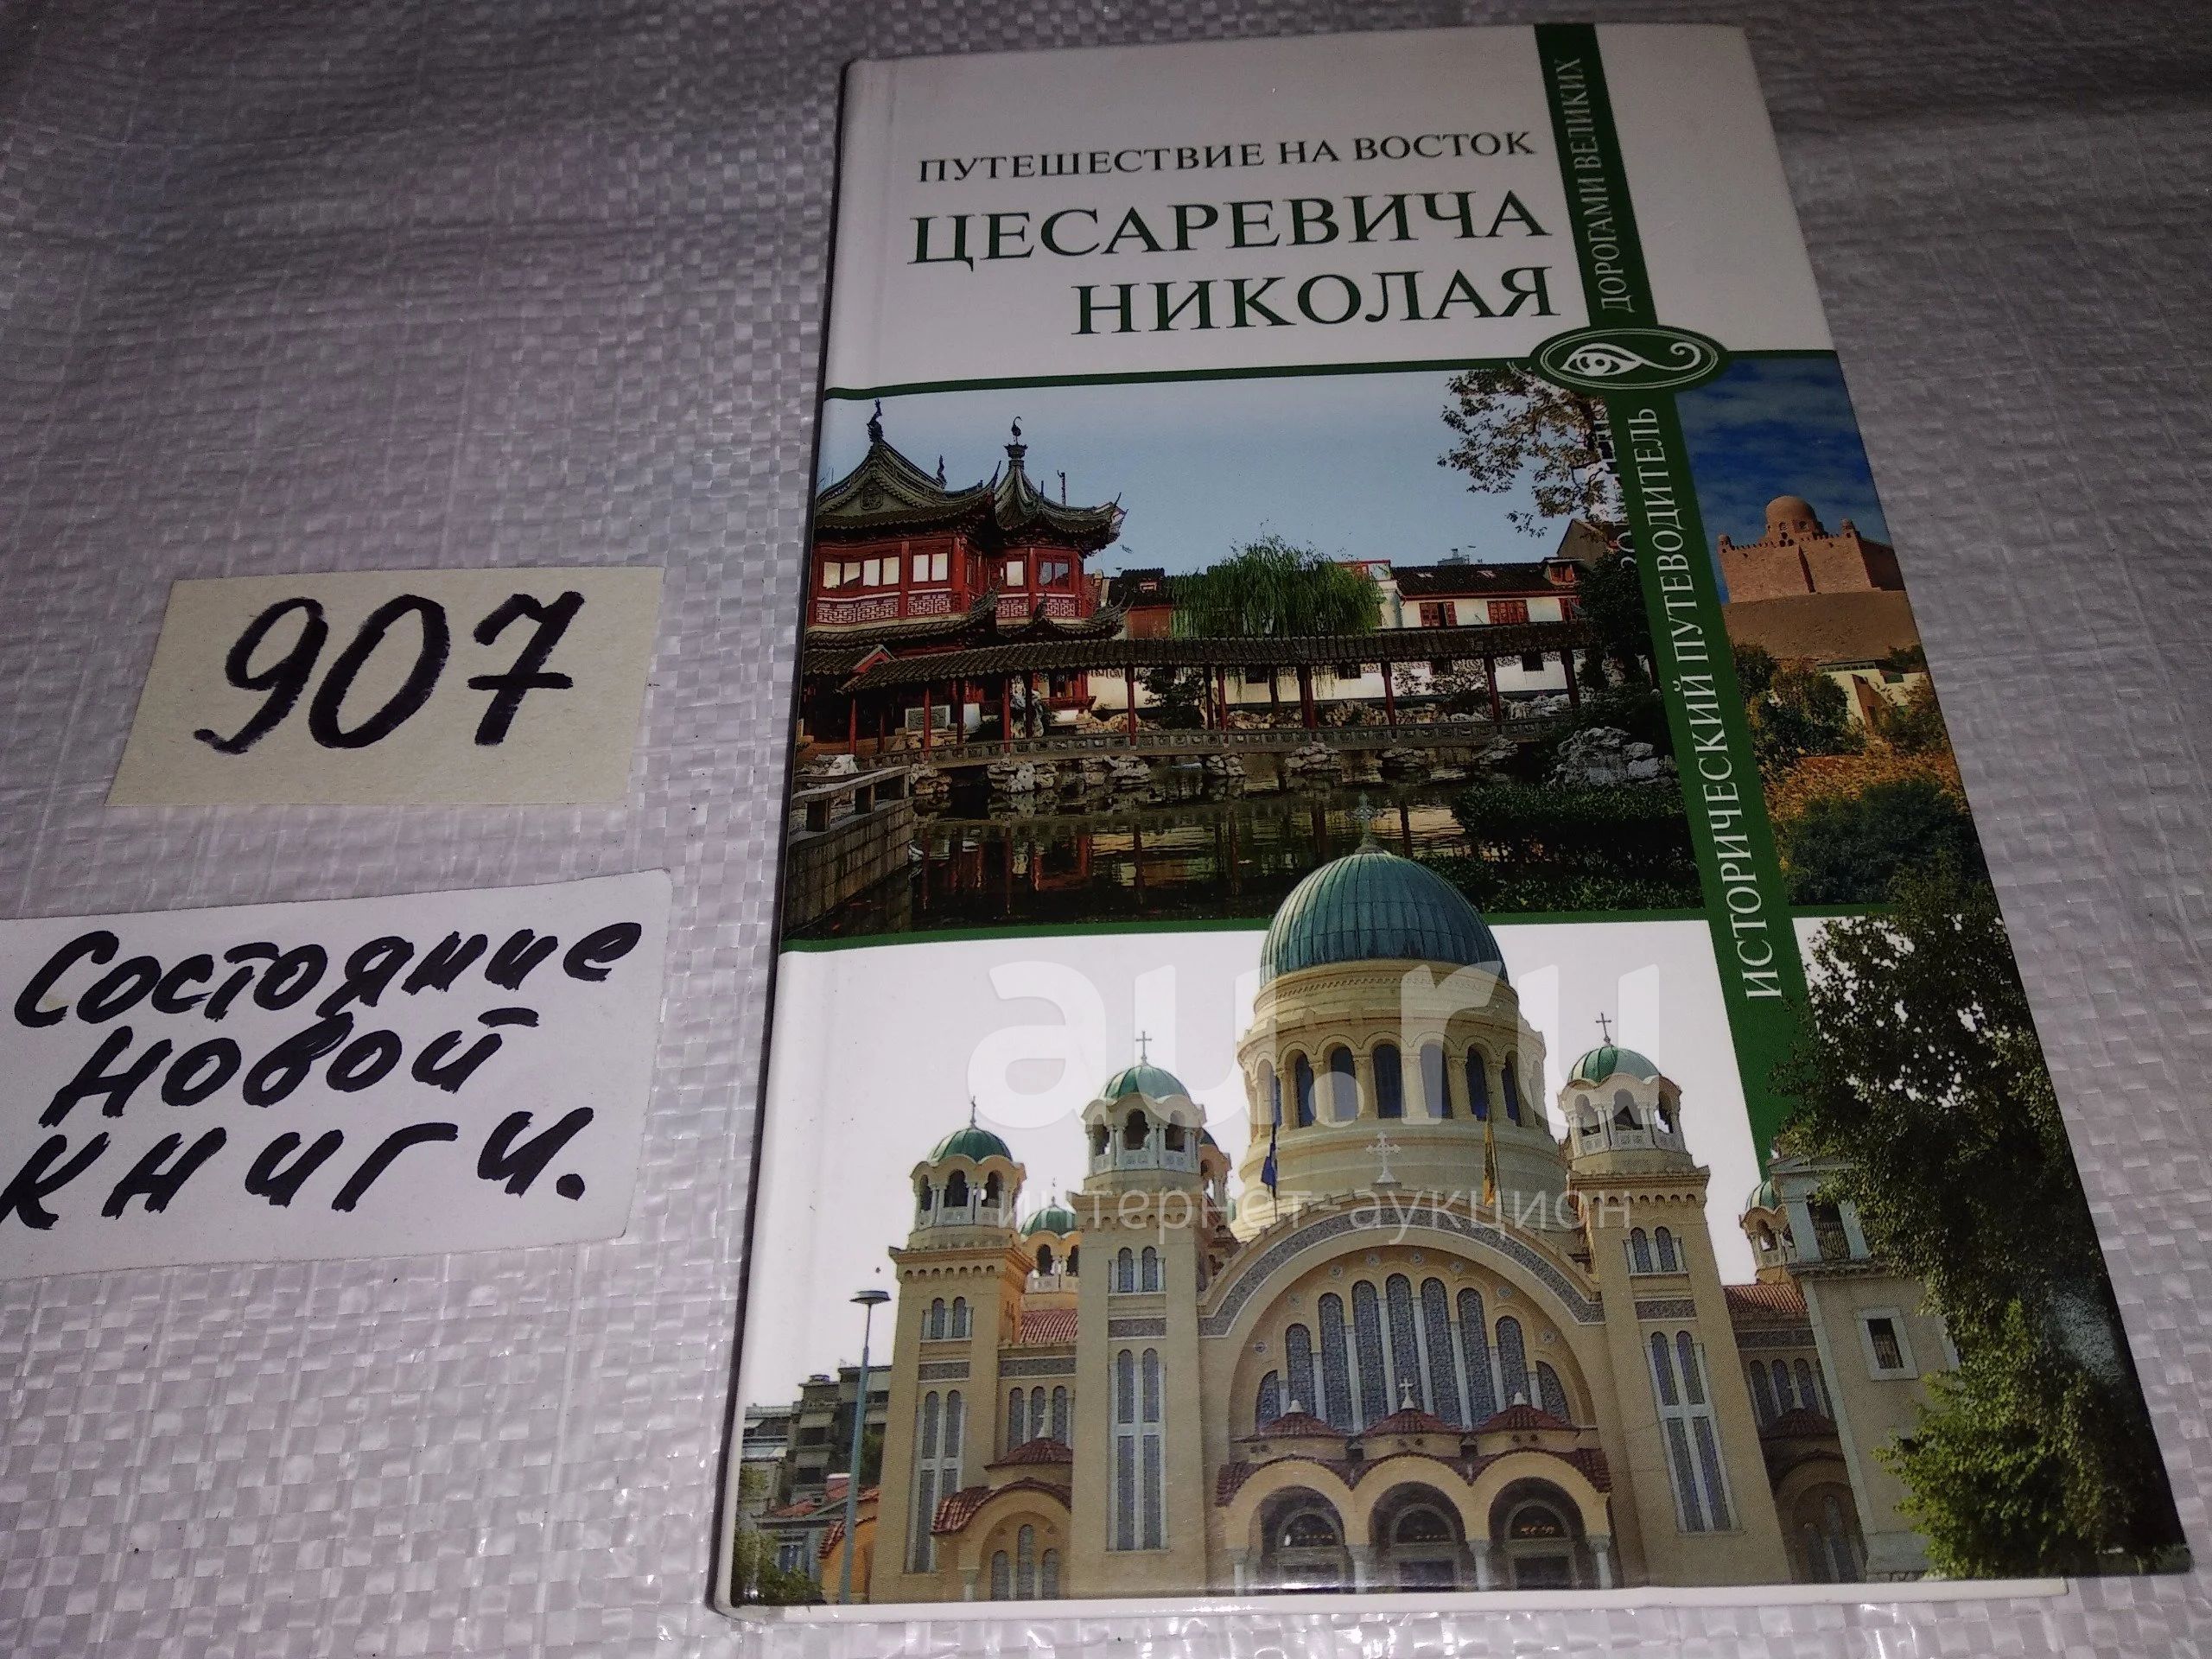 ПУТЕШЕСТВИЕ НА ВОСТОК
ЦЕСАРЕВИЧА
НИКОЛАЯ
ДОРОГАМИ ВЕЛИКИХ
ИСТОРИЧЕСКИЙ ПУТЕВОДИТЕЛЬ
907
Состояние
новой
книги.
au.ru
интернет-аукцион